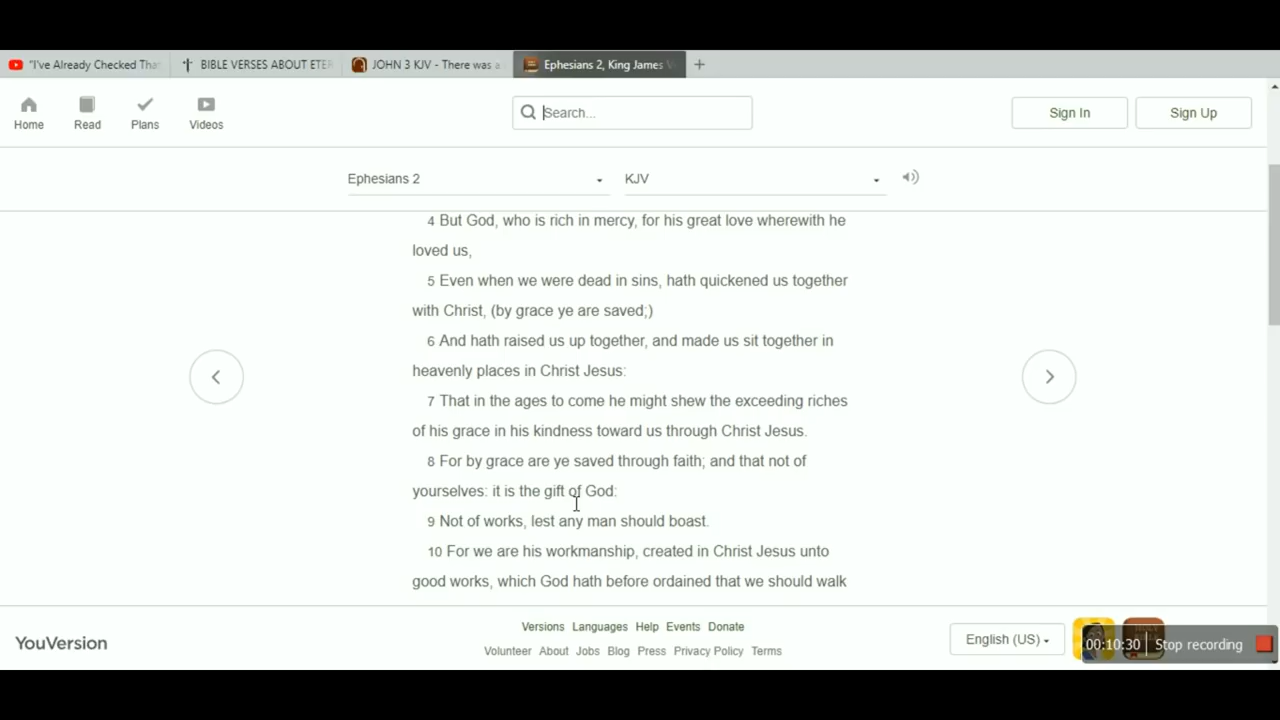 "I've Already Checked Tha
BIBLE VERSES ABOUT ETER
JOHN 3 KJV - There was a
Ephesians 2, King James V
Home
Read
Plans
Videos
Search...
Sign In
Sign Up
Ephesians 2
KJV
4 But God, who is rich in mercy, for his great love wherewith he
loved us,
5 Even when we were dead in sins, hath quickened us together
with Christ, (by grace ye are saved;)
6 And hath raised us up together, and made us sit together in
heavenly places in Christ Jesus:
7 That in the ages to come he might shew the exceeding riches
of his grace in his kindness toward us through Christ Jesus.
8 For by grace are ye saved through faith; and that not of
yourselves: it is the gift of God:
9 Not of works, lest any man should boast.
10 For we are his workmanship, created in Christ Jesus unto
good works, which God hath before ordained that we should walk
YouVersion
Versions Languages Help Events Donate
Volunteer About Jobs Blog Press Privacy Policy Terms
English (US)
00:10:30 Stop recording